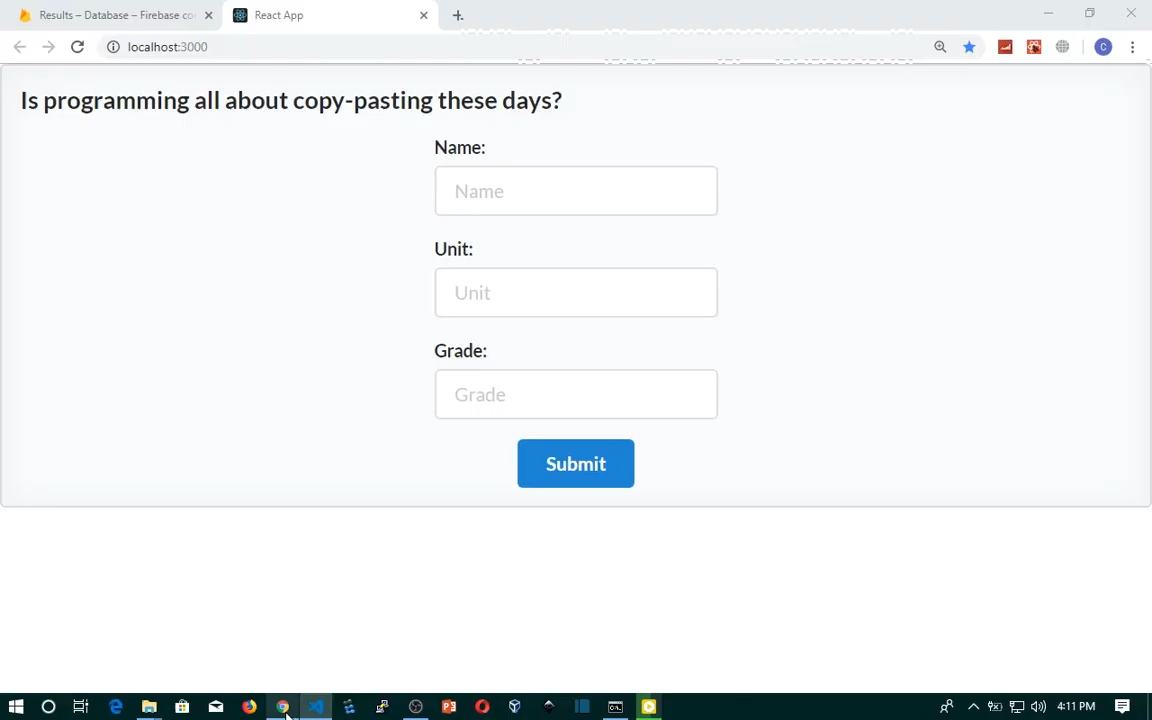 Results – Database – Firebase co
React App
localhost:3000
C
Is programming all about copy-pasting these days?
Name:
Name
Unit:
Unit
Grade:
Grade
Submit
4:11 PM